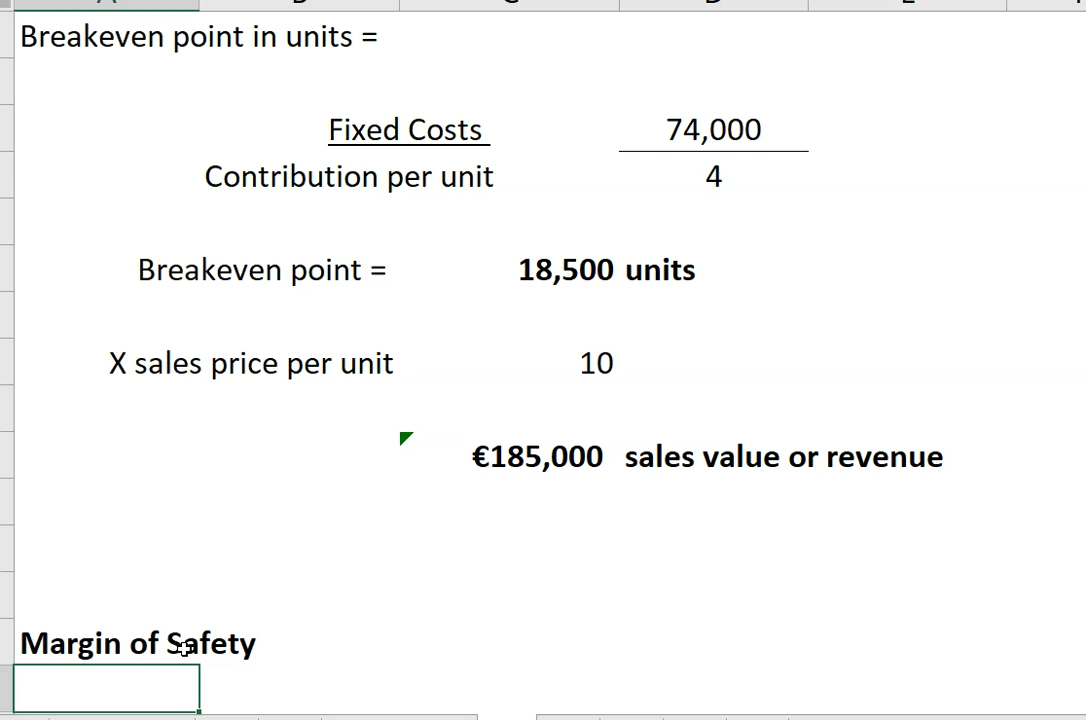 Breakeven point in units =
Fixed Costs 74,000
Contribution per unit 4
Breakeven point = 18,500 units
X sales price per unit 10
€185,000 sales value or revenue
Margin of Safety